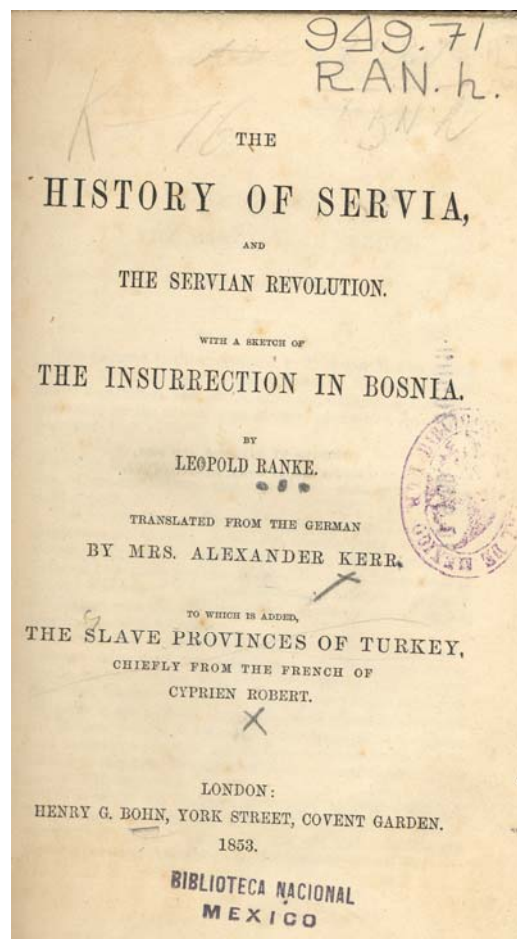 949.71
RAN. h.
THE
HISTORY OF SERVIA,
AND
THE SERVIAN REVOLUTION.
WITH A SKETCH OF
THE INSURRECTION IN BOSNIA.
BY
LEOPOLD RANKE.
TRANSLATED FROM THE GERMAN
BY MRS. ALEXANDER KERR.
TO WHICH IS ADDED,
THE SLAVE PROVINCES OF TURKEY,
CHIEFLY FROM THE FRENCH OF
CYPRIEN ROBERT.
LONDON:
HENRY G. BOHN, YORK STREET, COVENT GARDEN.
1853.
BIBLIOTECA NACIONAL
MEXICO